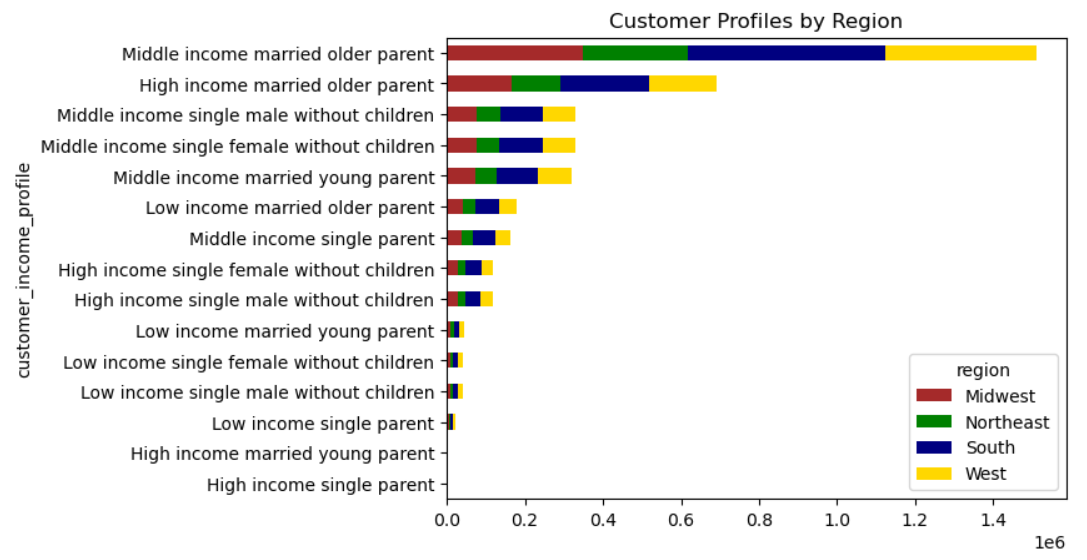 Customer Profiles by Region
customer_income_profile
Middle income married older parent
High income married older parent
Middle income single male without children
Middle income single female without children
Middle income married young parent
Low income married older parent
Middle income single parent
High income single female without children
High income single male without children
Low income married young parent
Low income single female without children
Low income single male without children
Low income single parent
High income married young parent
High income single parent
region
Midwest
Northeast
South
West
0.0 0.2 0.4 0.6 0.8 1.0 1.2 1.4
1e6